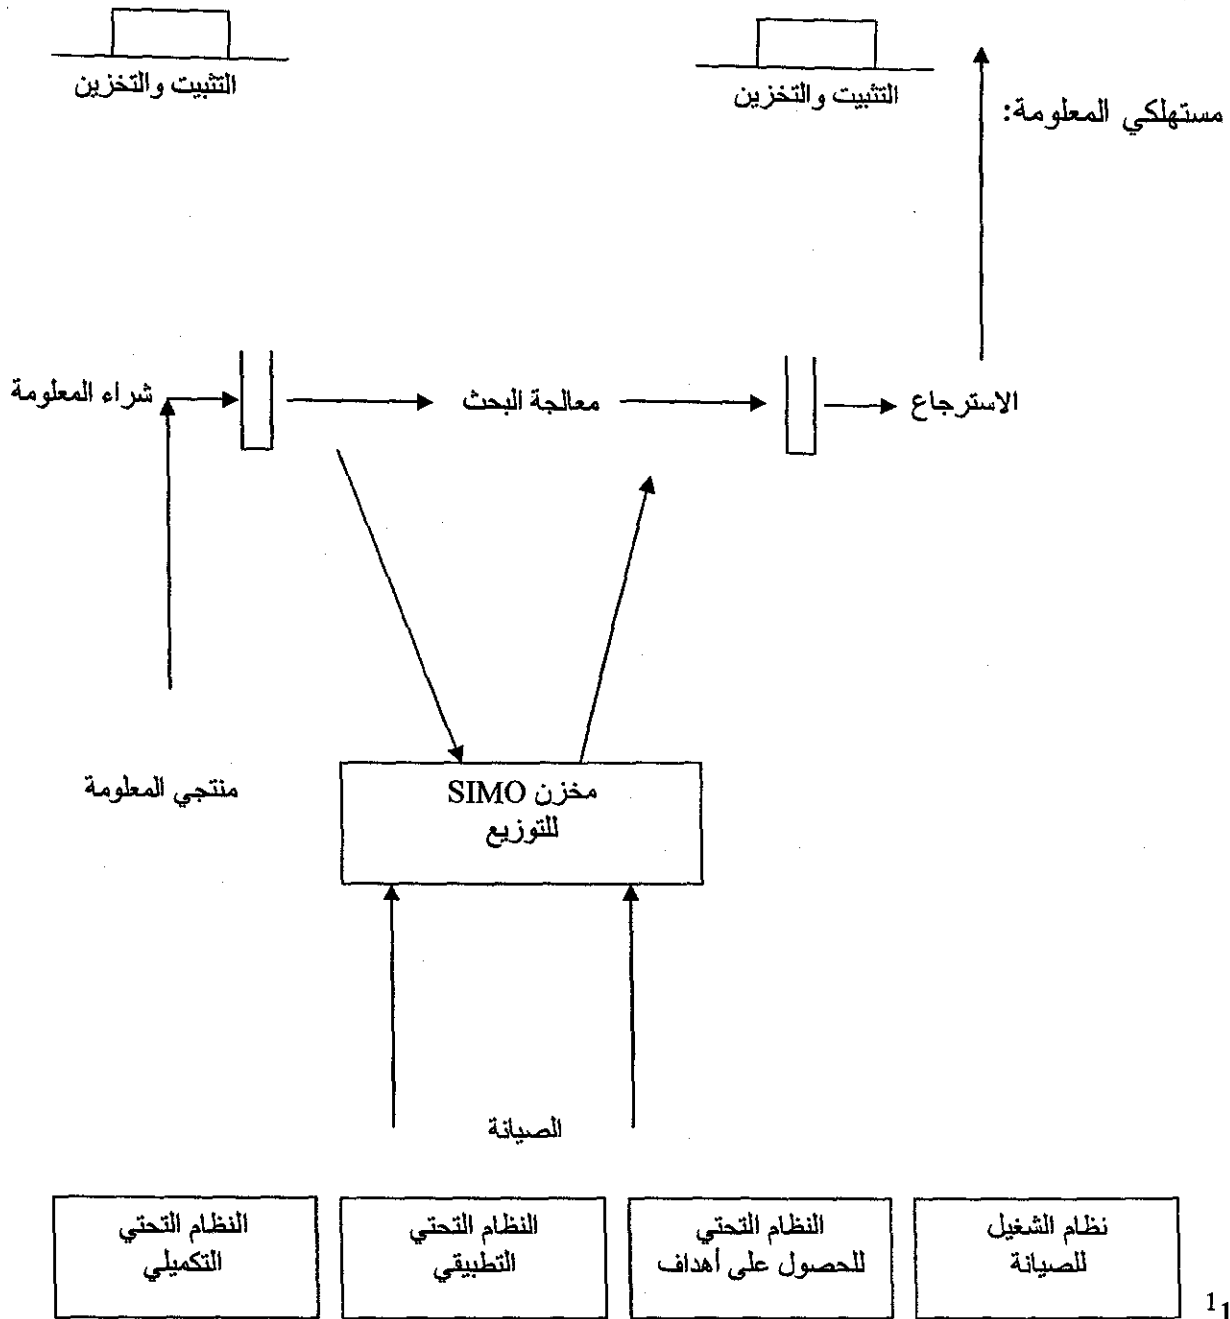 التثبيت والتخزين
التثبيت والتخزين
مستهلكي المعلومة:
شراء المعلومة
معالجة البحث
الاسترجاع
منتجي المعلومة
مخزن SIMO
للتوزيع
الصيانة
النظام التحتي
التكميلي
النظام التحتي
التطبيقي
النظام التحتي
للحصول على أهداف
نظام الشغيل
للصيانة
11